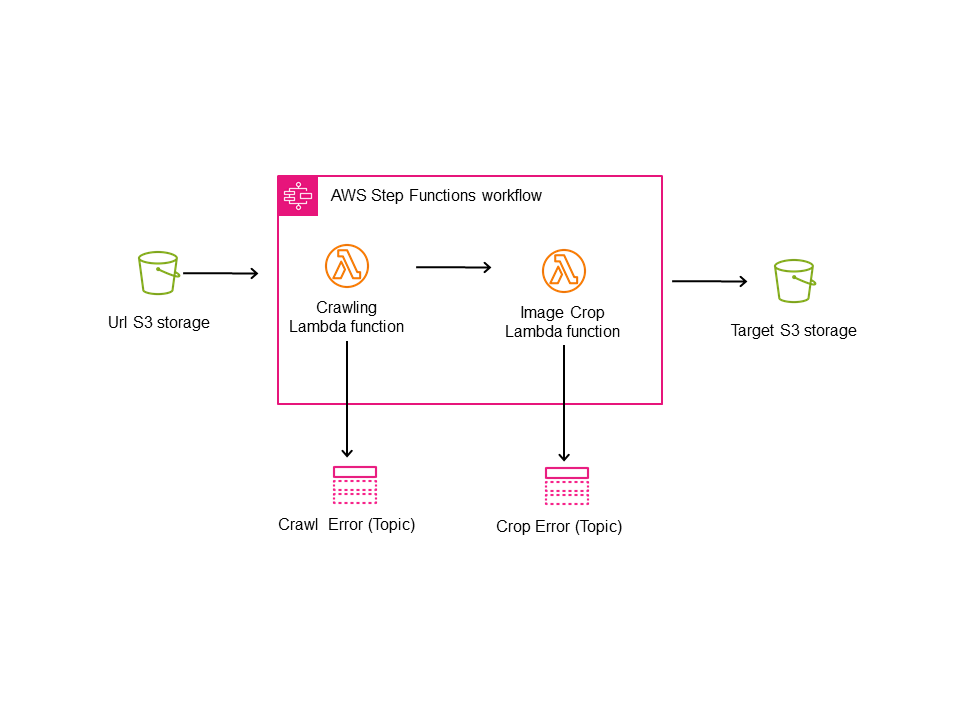 AWS Step Functions workflow
Url S3 storage
Crawling
Lambda function
Image Crop
Lambda function
Target S3 storage
Crawl  Error (Topic)
Crop Error (Topic)